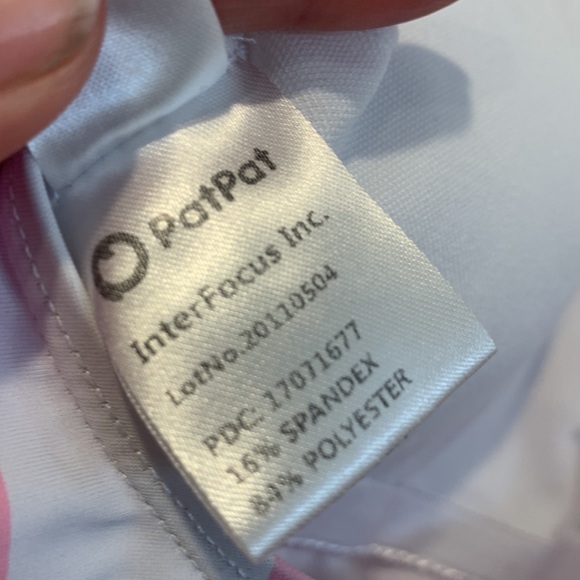 PatPat
InterFocus Inc.
LotNo.20110504
PDC: 17071677
16% SPANDEX
84% POLYESTER